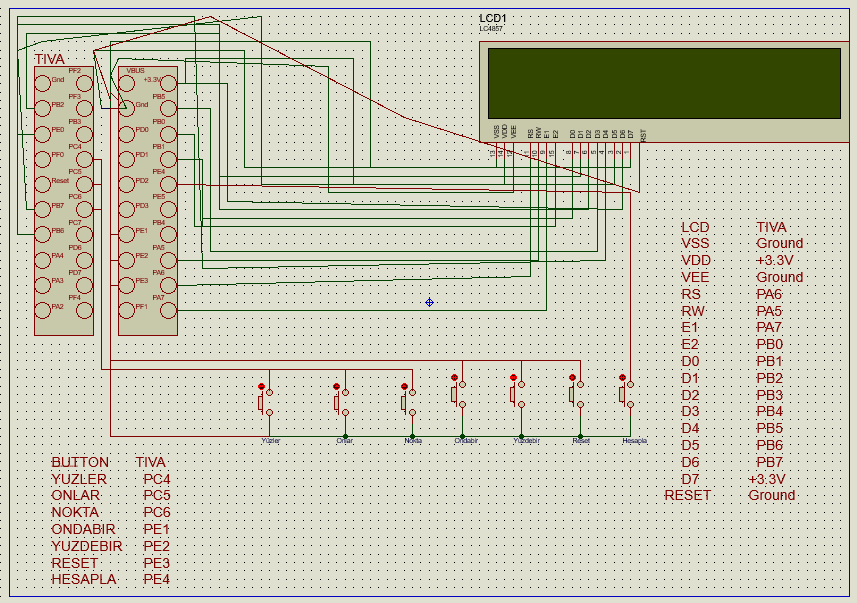 LCD1
LC4857
VSS
VDD
VEE
RS
RW
E1
E2
D0
D1
D2
D3
D4
D5
D6
D7
RST
TIVA
PF2
Gnd
PF3
PB2
PB3
PE0
PC4
PF0
PC5
Reset
PC6
PB7
PC7
PB6
PD6
PA4
PD7
PA3
PF4
PA2
VBUS
+3.3V
PB5
Gnd
PB0
PD0
PB1
PD1
PE4
PD2
PE5
PD3
PB4
PE1
PA5
PE2
PA6
PE3
PA7
PF1
Yüzler
Onlar
Nokta
Ondabir
Yüzdebir
Reset
Hesapla
LCD TIVA
VSS Ground
VDD +3.3V
VEE Ground
RS PA6
RW PA5
E1 PA7
E2 PB0
D0 PB1
D1 PB2
D2 PB3
D3 PB4
D4 PB5
D5 PB6
D6 PB7
D7 +3.3V
RESET Ground
BUTTON TIVA
YUZLER PC4
ONLAR PC5
NOKTA PC6
ONDABIR PE1
YUZDEBIR PE2
RESET PE3
HESAPLA PE4